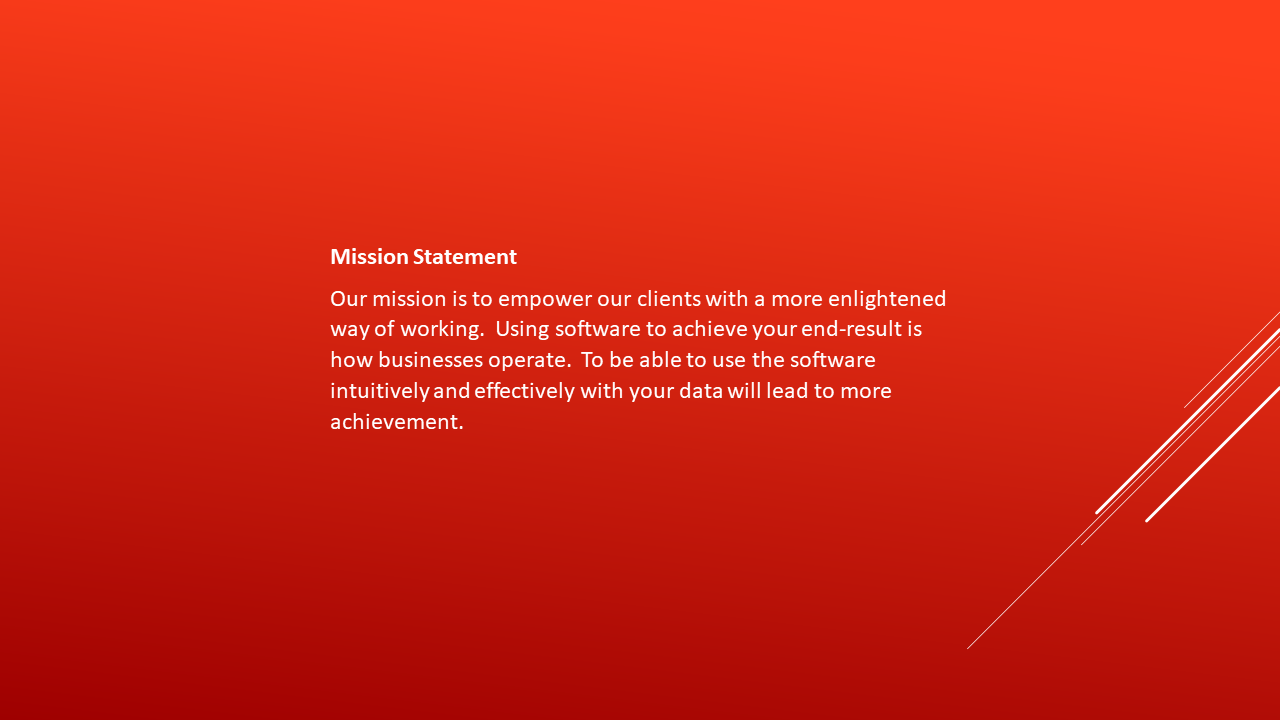 Mission Statement
Our mission is to empower our clients with a more enlightened
way of working.  Using software to achieve your end-result is
how businesses operate.  To be able to use the software
intuitively and effectively with your data will lead to more
achievement.